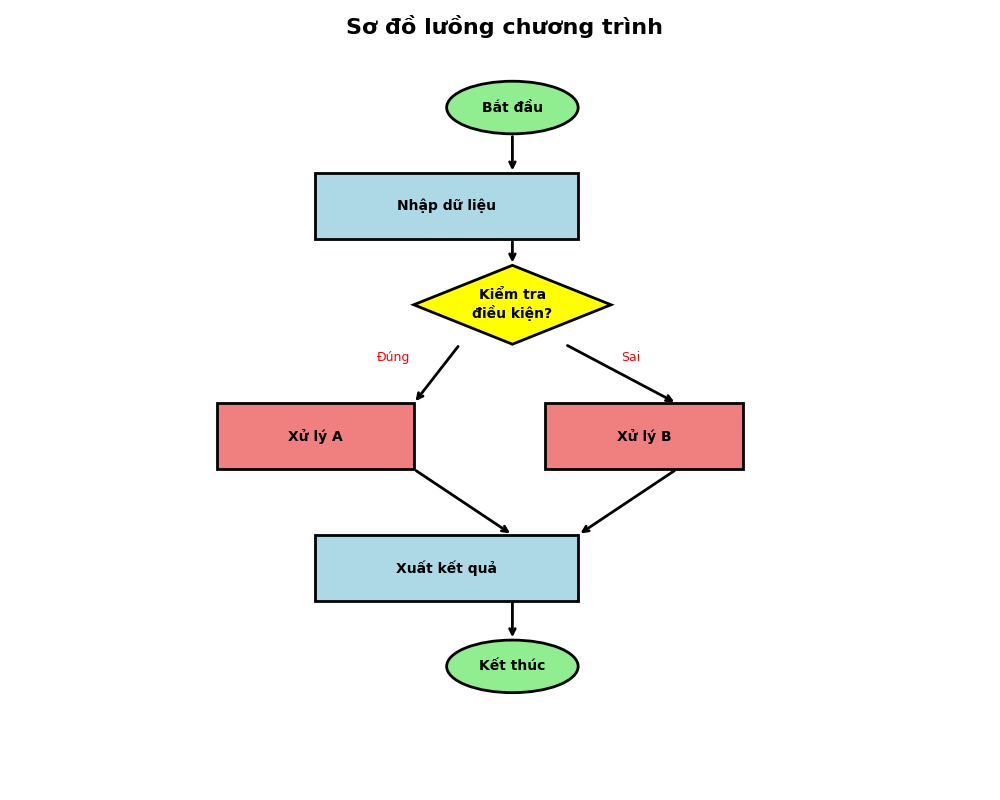 Sơ đồ luồng chương trình
Bắt đầu
Nhập dữ liệu
Kiểm tra
điều kiện?
Đúng
Sai
Xử lý A
Xử lý B
Xuất kết quả
Kết thúc